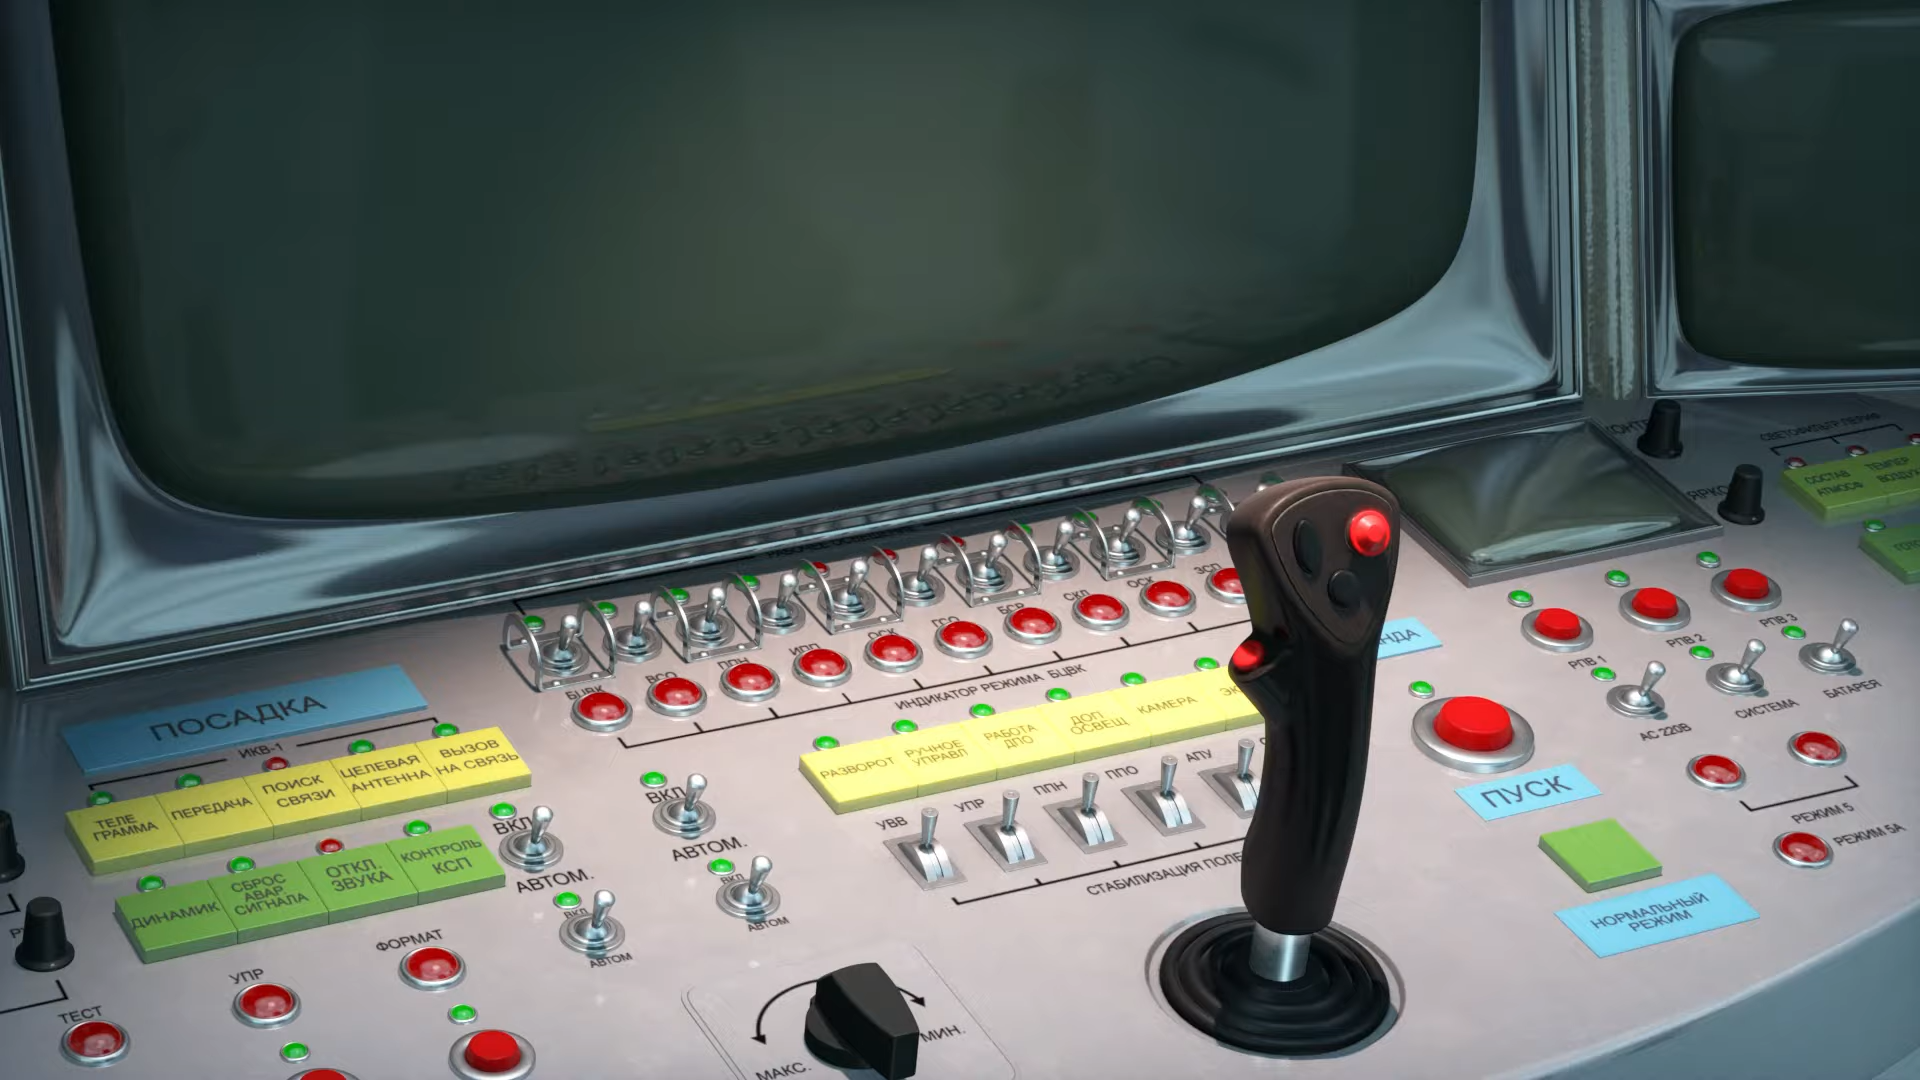 ПОСАДКА
ИКВ-1
ТЕЛЕ
ГРАММА
ПЕРЕДАЧА
ПОИСК
СВЯЗИ
ЦЕЛЕВАЯ
АНТЕННА
ВЫЗОВ
НА СВЯЗЬ
ДИНАМИК
СБРОС
АВАР.
СИГНАЛА
ОТКЛ.
ЗВУКА
КОНТРОЛЬ
КСП
ВКЛ
АВТОМ.
ВКЛ
АВТОМ
ВКЛ
АВТОМ.
ВКЛ
АВТОМ
ФОРМАТ
УПР
ТЕСТ
МАКС.
МИН.
БЦВК
ВСО
ППН
ИПП
ОСК
ГСО
БСР
СКЛ
ОСК
ЗСП
ИНДИКАТОР РЕЖИМА БЦВК
РАЗВОРОТ
РУЧНОЕ
УПРАВЛ
РАБОТА
ДПО
ДОП
ОСВЕЩ
КАМЕРА
УВВ
УПР
ППН
ППО
АПУ
СТАБИЛИЗАЦИЯ
СОСТАВ
АТМОСФ
РПВ 1
РПВ 2
РПВ 3
АС 220В
СИСТЕМА
БАТАРЕЯ
ПУСК
РЕЖИМ 5
РЕЖИМ 5А
НОРМАЛЬНЫЙ
РЕЖИМ